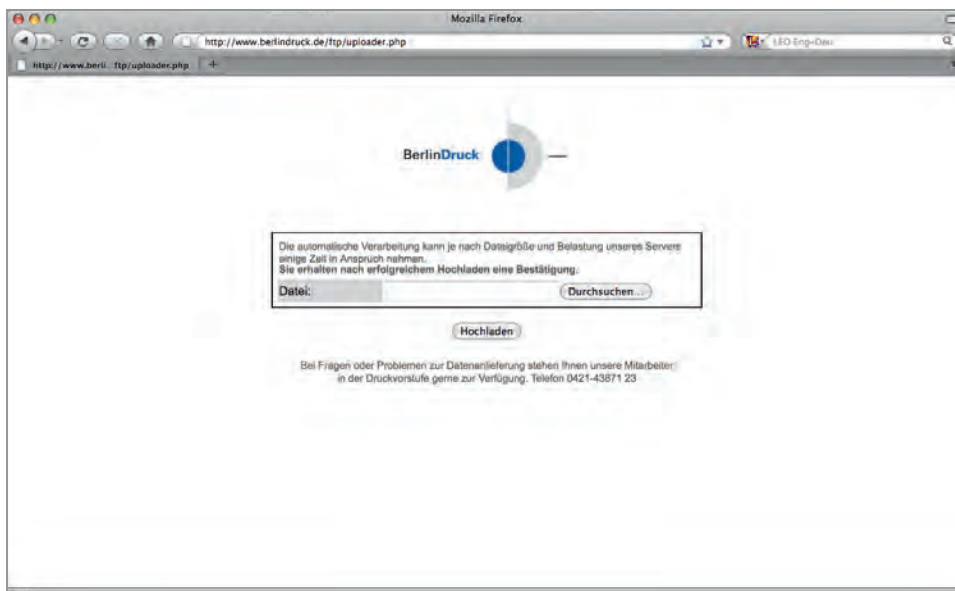 Mozilla Firefox
http://www.berlindruck.de/ftp/uploader.php
LEO Eng-Deu
http://www.berli...ftp/uploader.php
BerlinDruck
Die automatische Verarbeitung kann je nach Dateigröße und Belastung unseres Servers
einige Zeit in Anspruch nehmen.
Sie erhalten nach erfolgreichem Hochladen eine Bestätigung.
Datei:
Durchsuchen...
Hochladen
Bei Fragen oder Problemen zur Datenanlieferung stehen Ihnen unsere Mitarbeiter
in der Druckvorstufe gerne zur Verfügung. Telefon 0421-43871 23